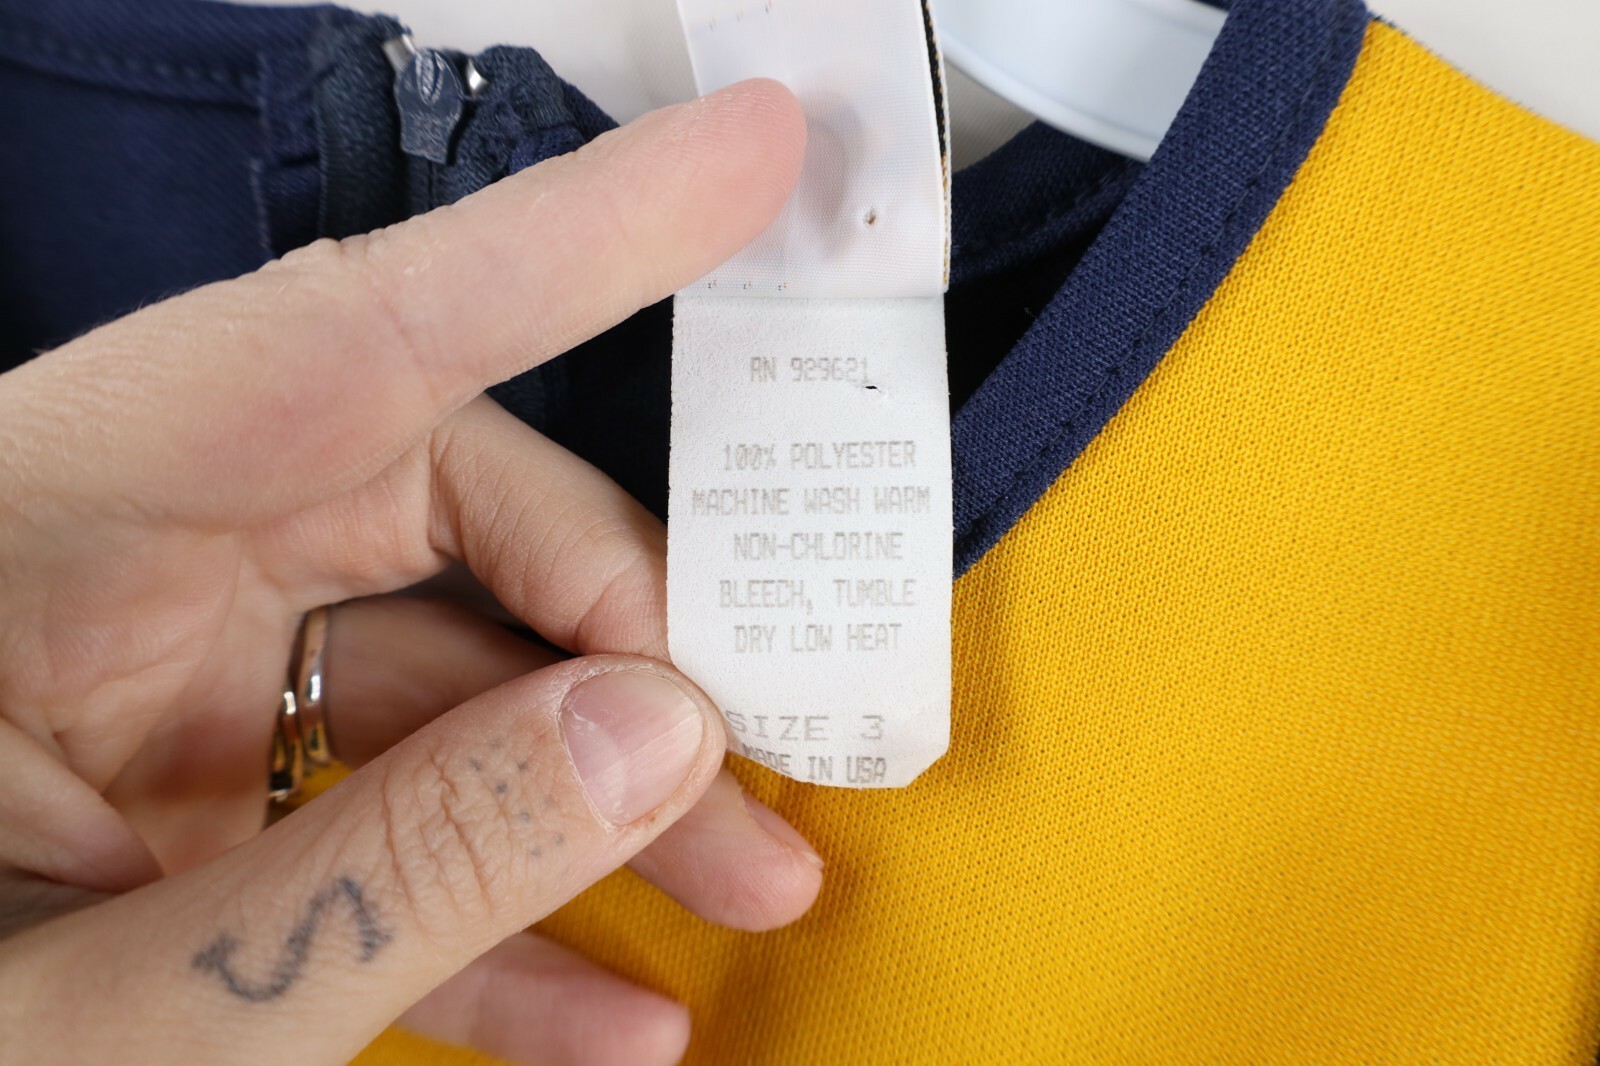 RN 929621
100% POLYESTER
MACHINE WASH WARM
NON-CHLORINE
BLEECH, TUMBLE
DRY LOW HEAT
SIZE 3
MADE IN USA